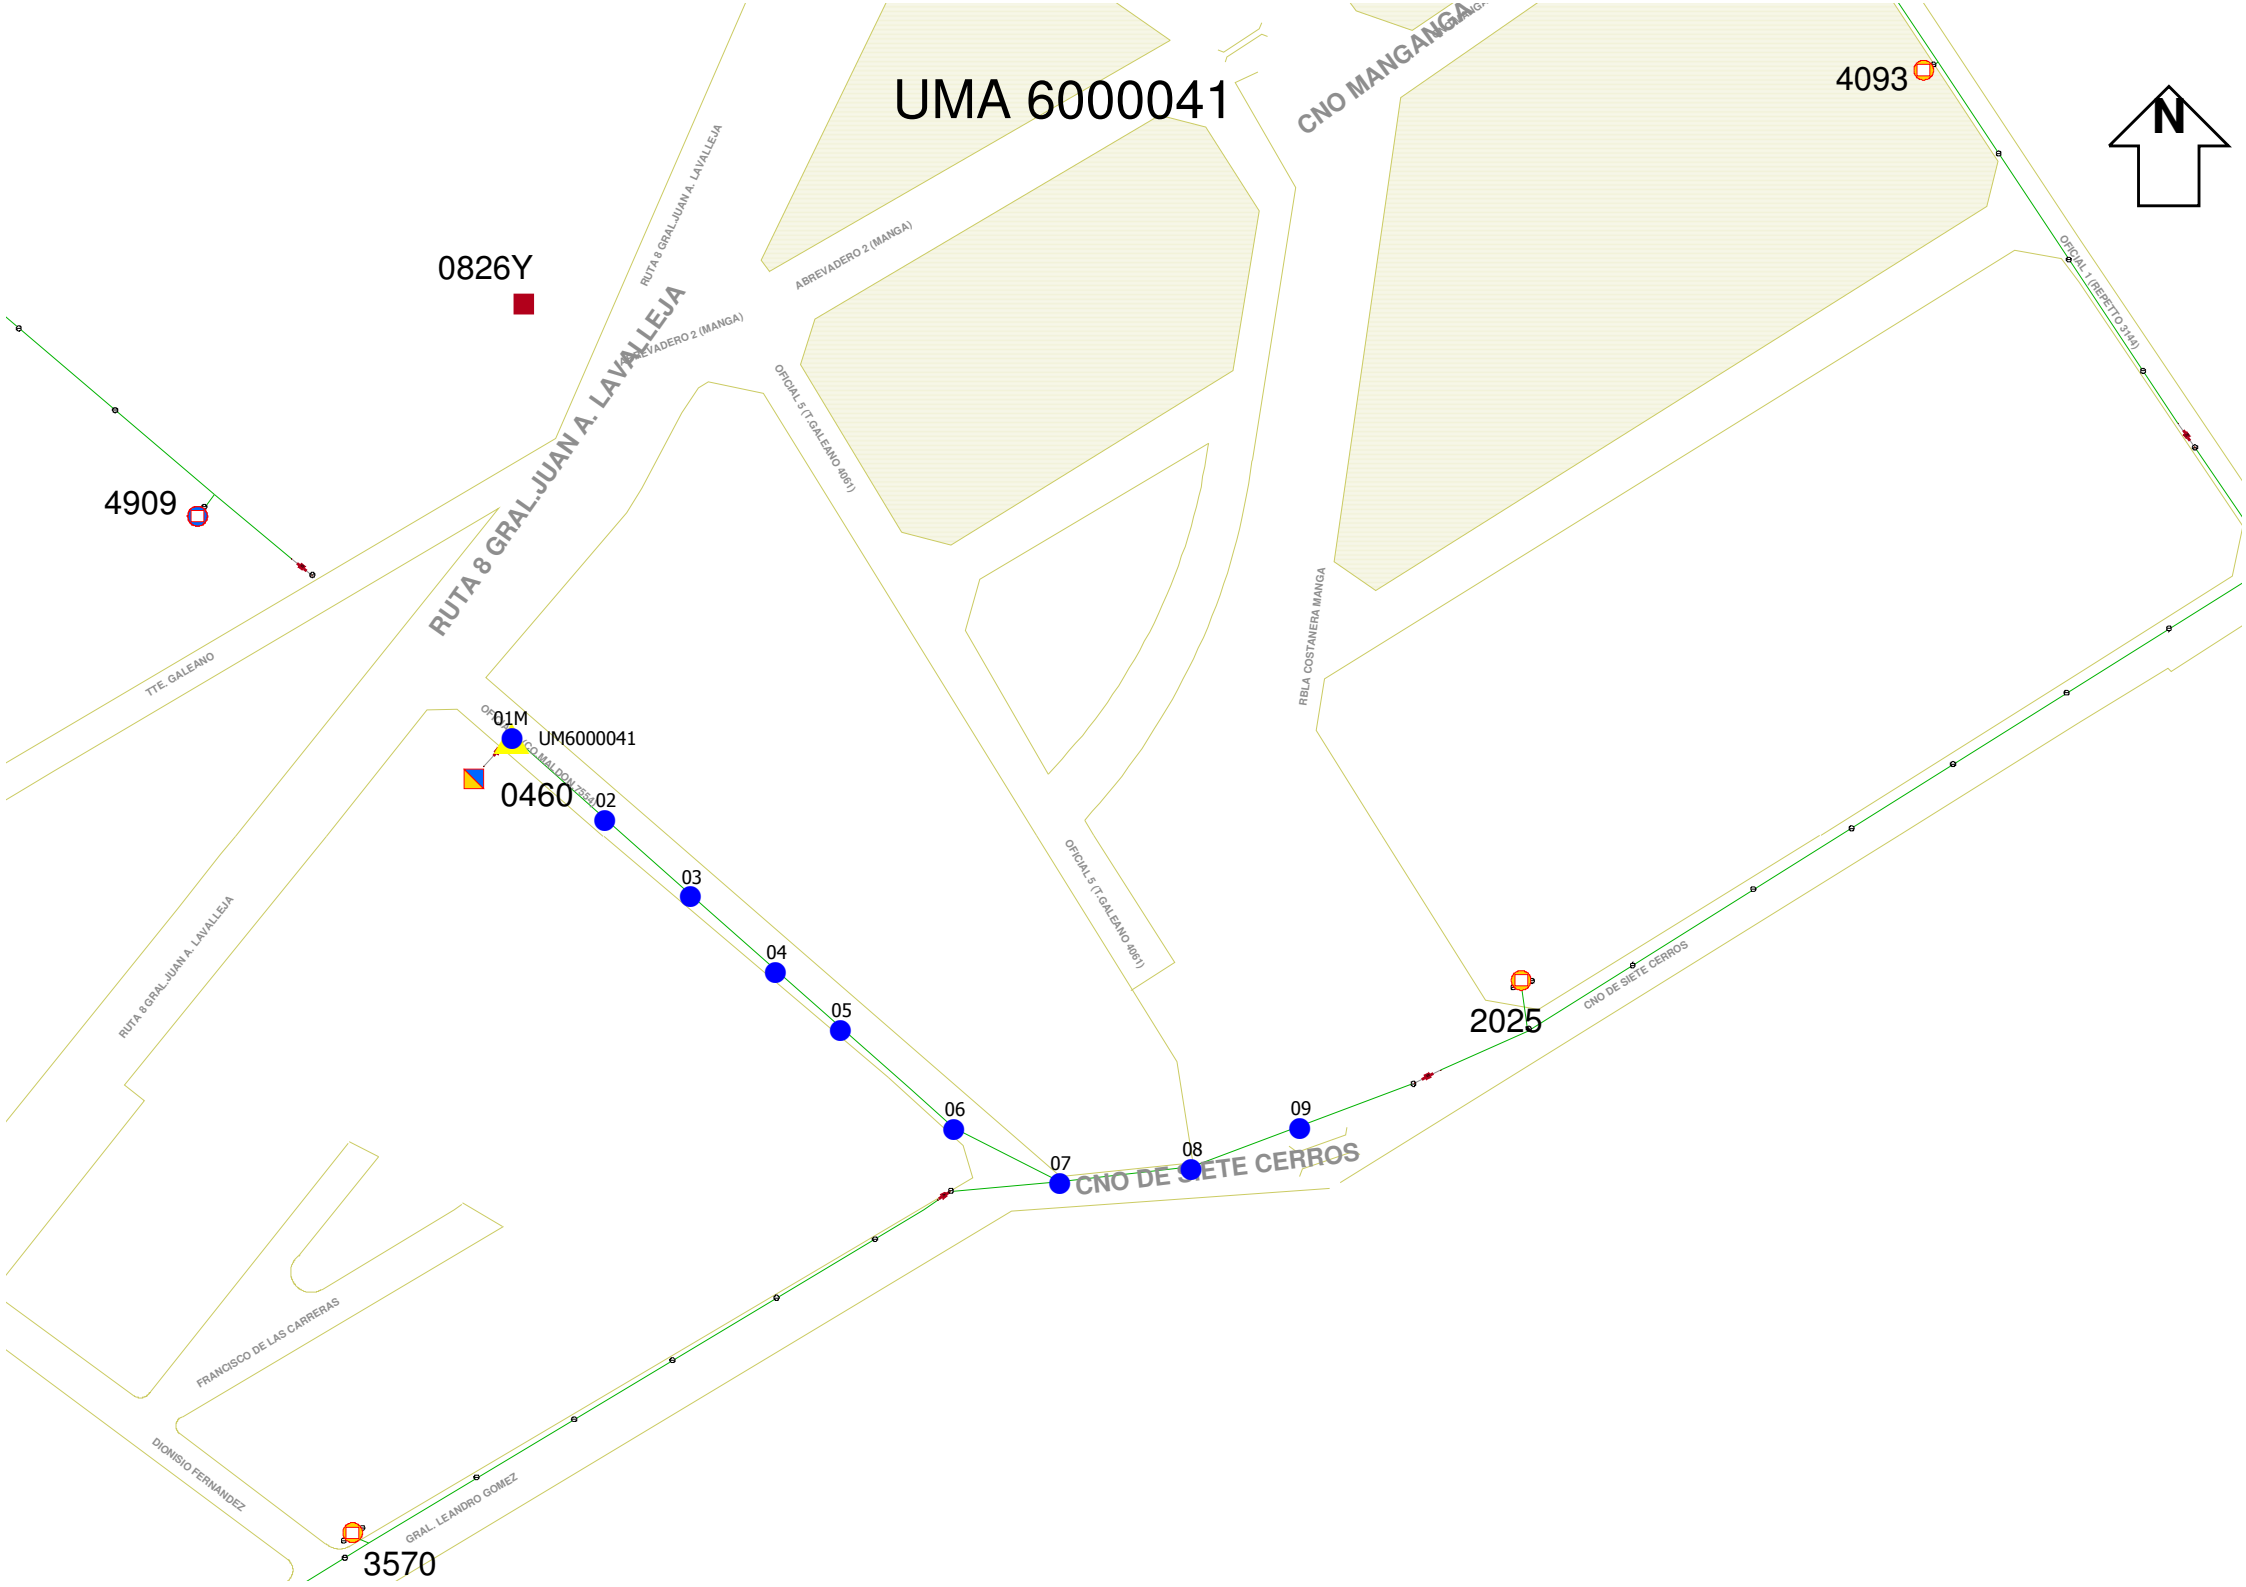 CNO MANGANGA
UMA 6000041
4093
N
RUTA 8 GRAL.JUAN A. LAVALLEJA
ABREVADERO 2 (MANGA)
OFICIAL 1 (REPETTO 3144)
0826Y
RUTA 8 GRAL.JUAN A. LAVALLEJA
ABREVADERO 2 (MANGA)
OFICIAL 5 (T.GALEANO 4061)
4909
RBLA COSTANERA MANGA
TTE. GALEANO
01M
UM6000041
(CO.MALDON.7554)
0460
02
03
OFICIAL 5 (T.GALEANO 4061)
RUTA 8 GRAL.JUAN A. LAVALLEJA
04
CNO DE SIETE CERROS
05
2025
06
09
08
07
CNO DE SIETE CERROS
FRANCISCO DE LAS CARRERAS
DIONISIO FERNANDEZ
GRAL. LEANDRO GOMEZ
3570